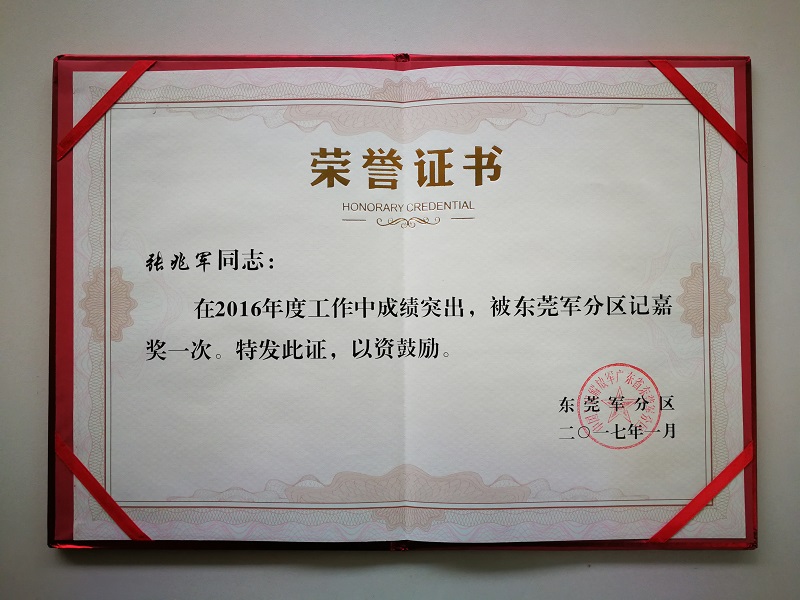 荣誉证书
HONORARY CREDENTIAL
张兆军同志：
在2016年度工作中成绩突出，被东莞军分区记嘉
奖一次。特发此证，以资鼓励。
东莞军分区
二〇一七年一月